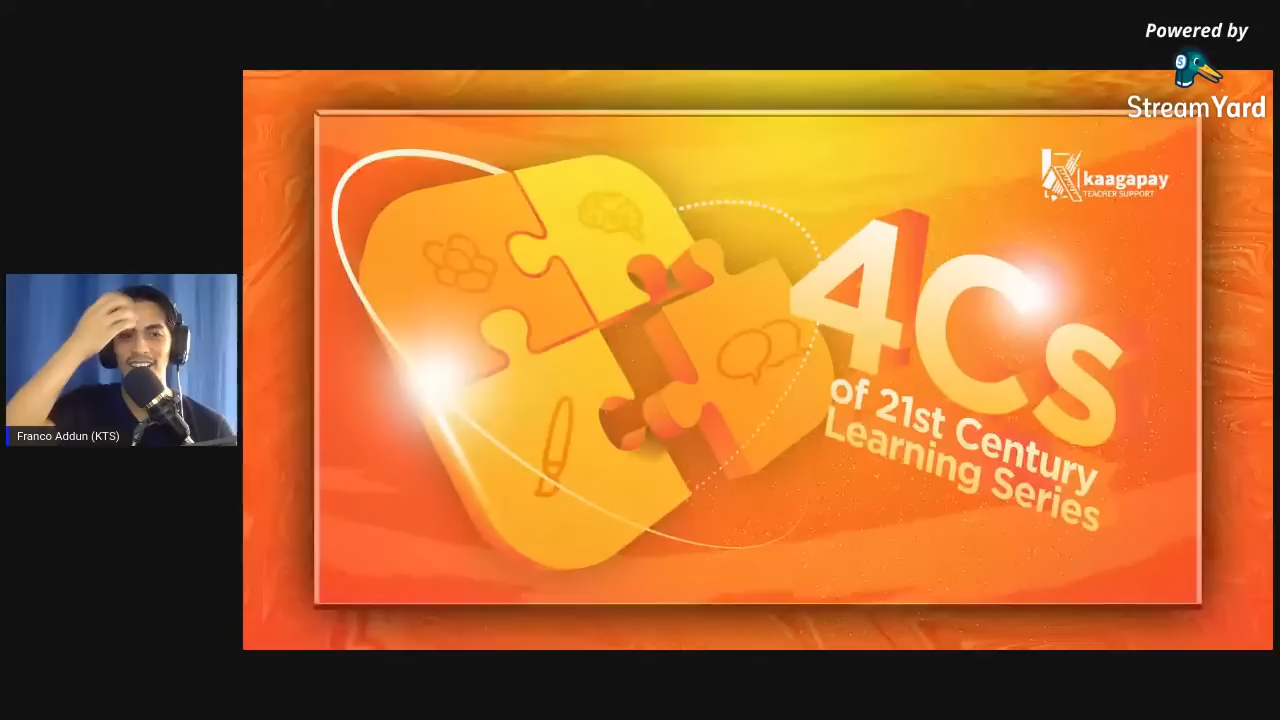 Powered by
StreamYard
kaagapay
TEACHER SUPPORT
4Cs
of 21st Century
Learning Series
Franco Addun (KTS)